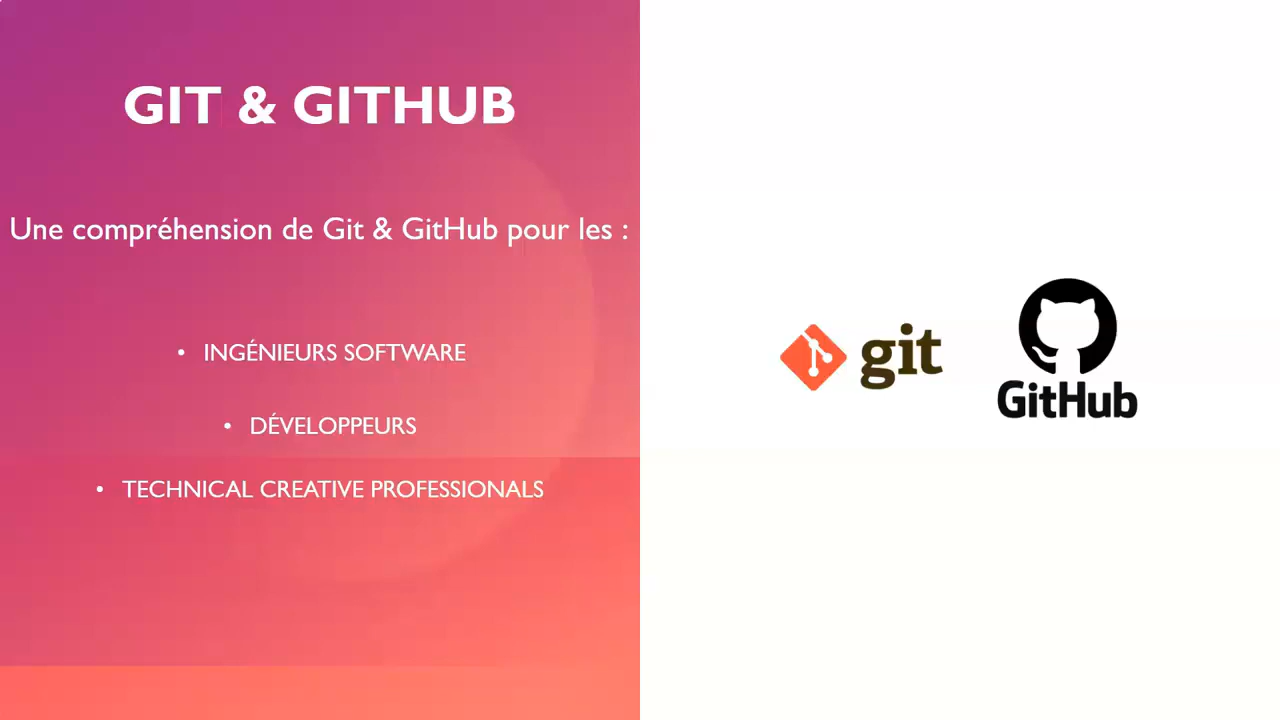 GIT & GITHUB
Une compréhension de Git & GitHub pour les :
• INGÉNIEURS SOFTWARE
• DÉVELOPPEURS
• TECHNICAL CREATIVE PROFESSIONALS
git
GitHub